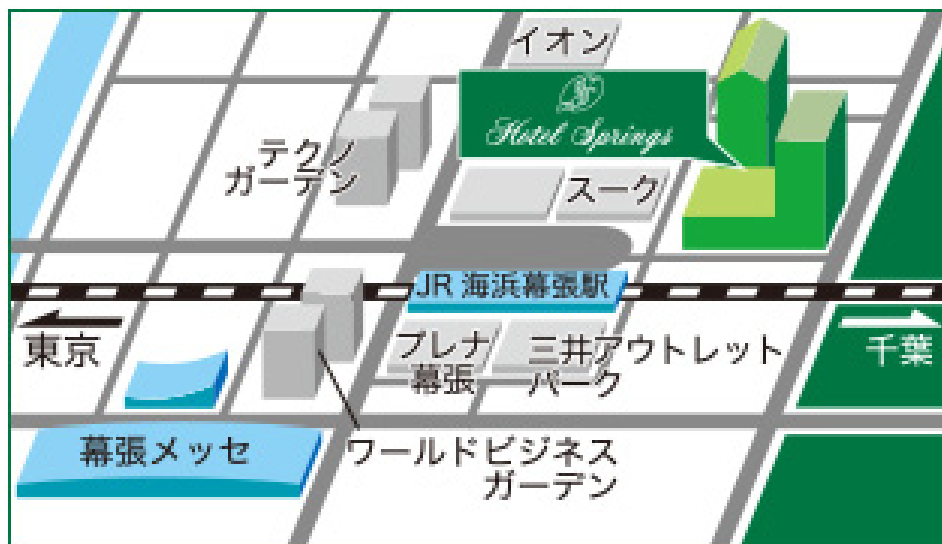 イオン
Hotel Springs
テクノ
ガーデン
スーク
JR 海浜幕張駅
東京
プレナ
幕張
三井アウトレット
パーク
千葉
幕張メッセ
ワールドビジネス
ガーデン